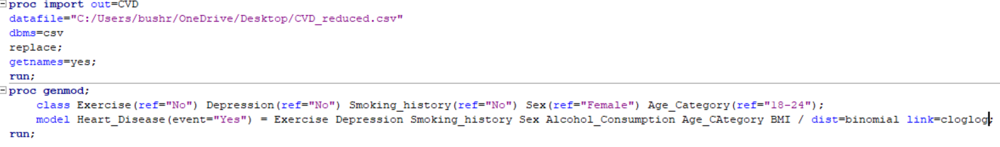 proc import out=CVD
datafile="C:/Users/bushr/OneDrive/Desktop/CVD_reduced.csv"
dbms=csv
replace;
getnames=yes;
run;
proc genmod;
class Exercise(ref="No") Depression(ref="No") Smoking_history(ref="No") Sex(ref="Female") Age_Category(ref="18-24");
model Heart_Disease(event="Yes") = Exercise Depression Smoking_history Sex Alcohol_Consumption Age_CAtegory BMI / dist=binomial link=cloglog;
run;